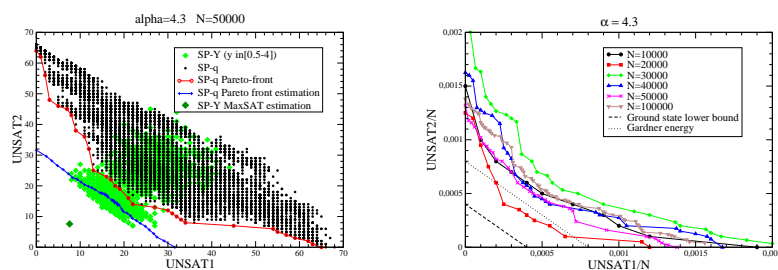 alpha=4.3 N=50000
70
60
50
40
30
20
10
0
UNSAT2
SP-Y (y in[0.5-4])
SP-q
SP-q Pareto-front
SP-q Pareto front estimation
SP-Y MaxSAT estimation
0 10 20 30 40 50 60 70
UNSAT1
α = 4.3
0,002
0,0015
0,001
0,0005
0
UNSAT2/N
N=10000
N=20000
N=30000
N=40000
N=50000
N=100000
Ground state lower bound
Gardner energy
0 0,0005 0,001 0,0015
UNSAT1/N